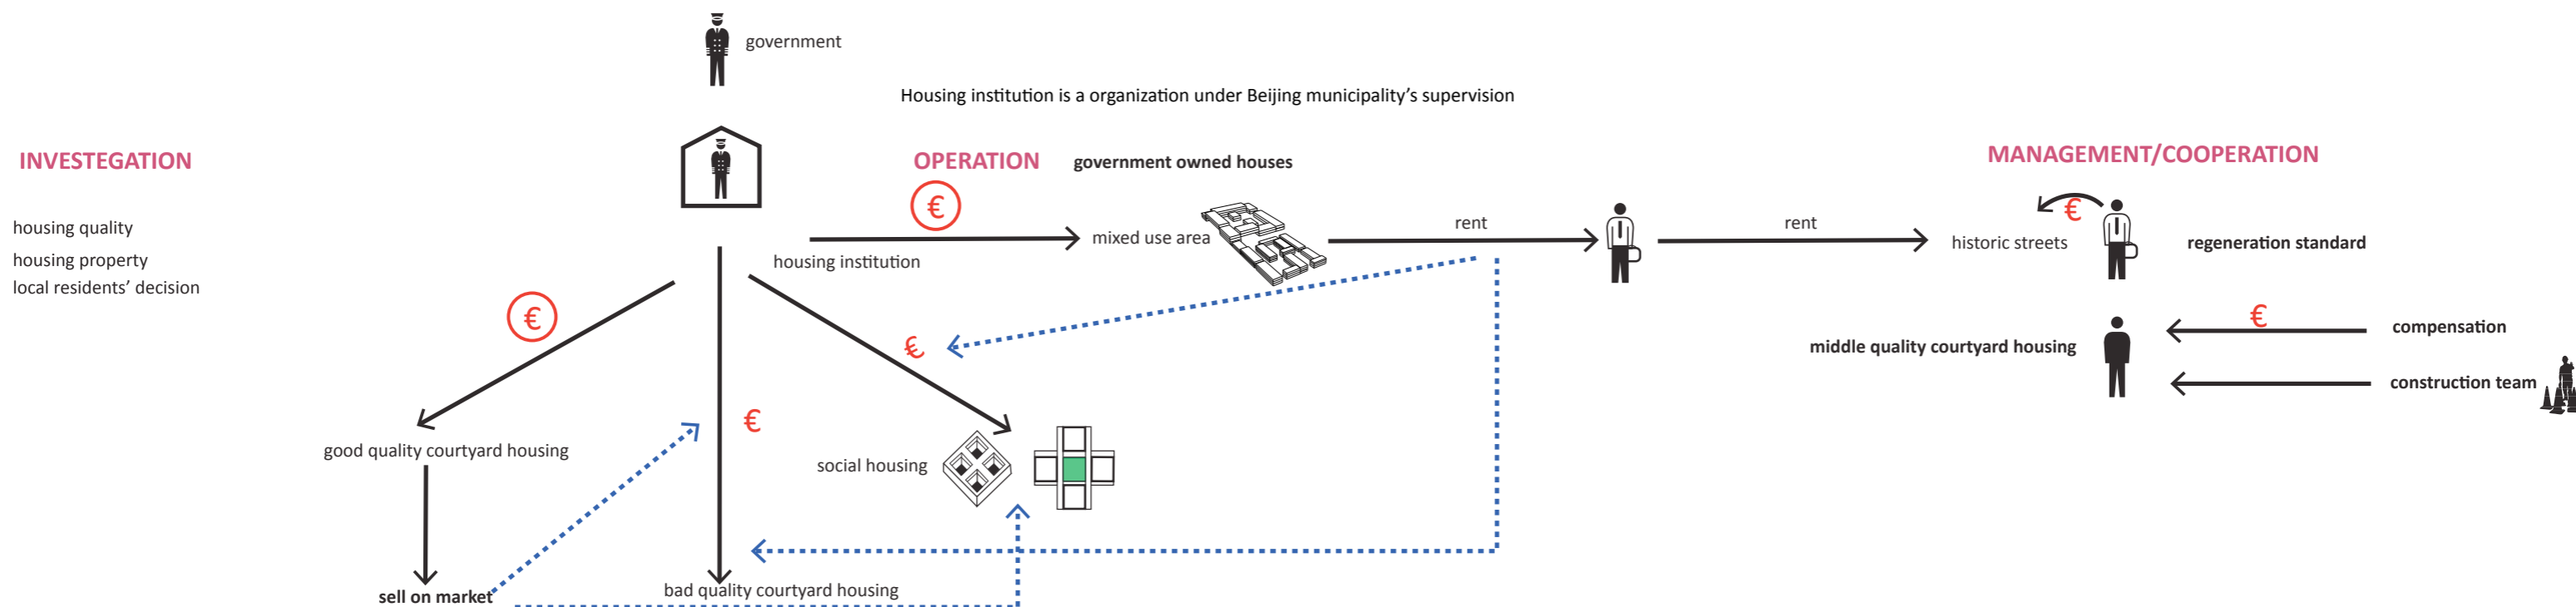 government
Housing institution is a organization under Beijing municipality's supervision
INVESTEGATION
OPERATION
government owned houses
MANAGEMENT/COOPERATION
housing quality
housing property
local residents' decision
€
mixed use area
rent
rent
€
historic streets
regeneration standard
housing institution
€
€
middle quality courtyard housing
€
compensation
construction team
€
good quality courtyard housing
social housing
sell on market
bad quality courtyard housing